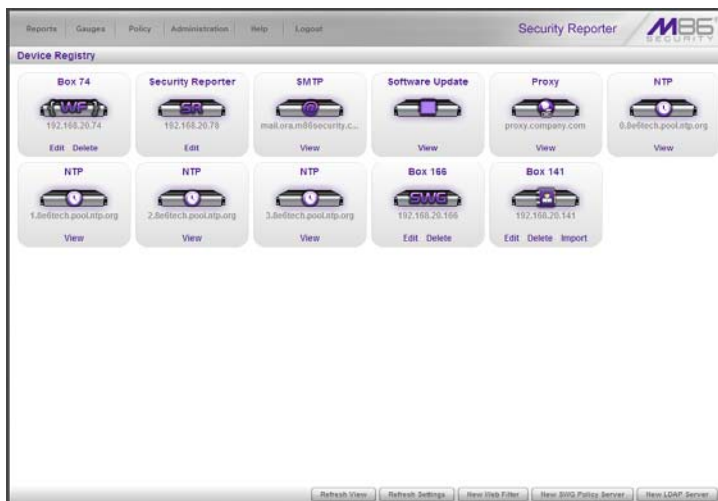 Reports Gauges Policy Administration Help Logout Security Reporter M86 SECURITY
Device Registry
Box 74 Security Reporter SMTP Software Update Proxy NTP
WF SR @
192.168.20.74 192.168.20.78 mail.ora.m86security.c... proxy.company.com 0.8e6tech.pool.ntp.org
Edit Delete Edit View View View View
NTP NTP NTP Box 166 Box 141
SWG
1.8e6tech.pool.ntp.org 2.8e6tech.pool.ntp.org 3.8e6tech.pool.ntp.org 192.168.20.166 192.168.20.141
View View View Edit Delete Edit Delete Import
Refresh View Refresh Settings New Web Filter New SWG Policy Server New LDAP Server